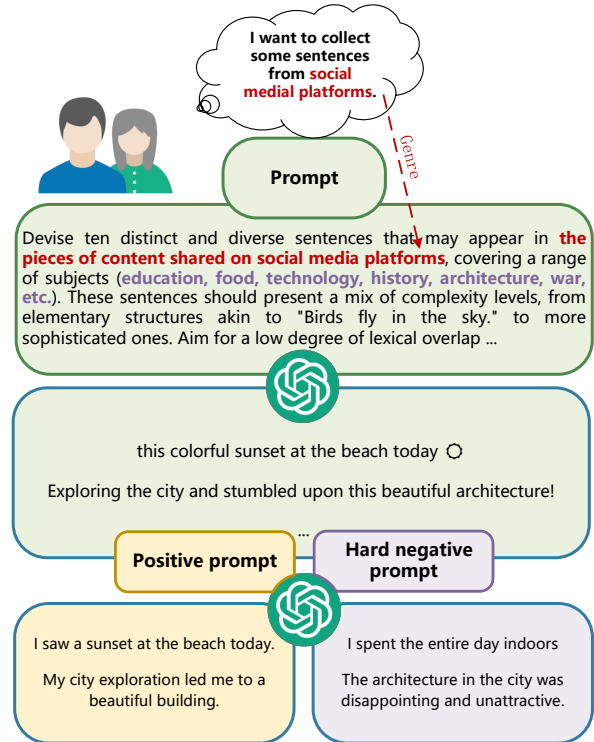 I want to collect
some sentences
from social
medial platforms.
Genre
Prompt
Devise ten distinct and diverse sentences that may appear in the
pieces of content shared on social media platforms, covering a range
of subjects (education, food, technology, history, architecture, war,
etc.). These sentences should present a mix of complexity levels, from
elementary structures akin to "Birds fly in the sky." to more
sophisticated ones. Aim for a low degree of lexical overlap ...
this colorful sunset at the beach today
Exploring the city and stumbled upon this beautiful architecture!
...
Positive prompt
Hard negative
prompt
I saw a sunset at the beach today.
My city exploration led me to a
beautiful building.
I spent the entire day indoors
The architecture in the city was
disappointing and unattractive.